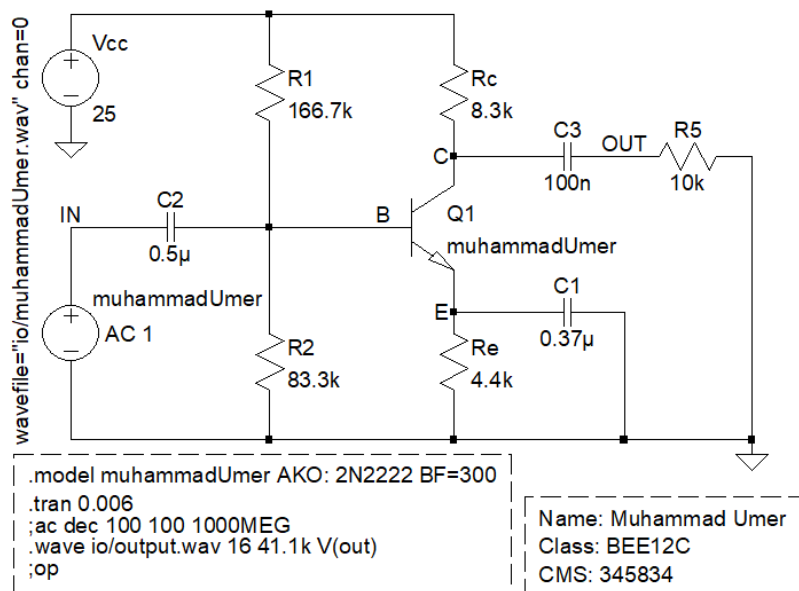 wavefile="io/muhammadUmer.wav" chan=0
Vcc
25
R1
166.7k
Rc
8.3k
C3
100n
OUT
R5
10k
C
IN
C2
0.5µ
B
Q1
muhammadUmer
muhammadUmer
AC 1
E
C1
0.37µ
R2
83.3k
Re
4.4k
.model muhammadUmer AKO: 2N2222 BF=300
.tran 0.006
;ac dec 100 100 1000MEG
.wave io/output.wav 16 41.1k V(out)
;op
Name: Muhammad Umer
Class: BEE12C
CMS: 345834